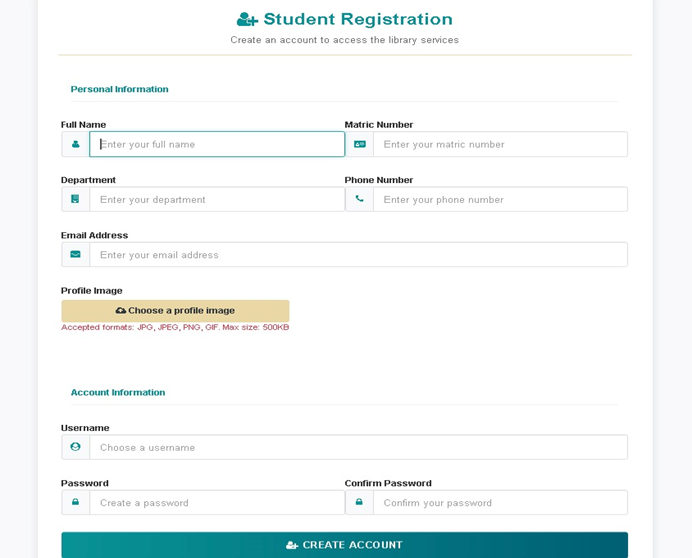 Student Registration
Create an account to access the library services
Personal Information
Full Name Matric Number
Enter your full name Enter your matric number
Department Phone Number
Enter your department Enter your phone number
Email Address
Enter your email address
Profile Image
Choose a profile image
Accepted formats: JPG, JPEG, PNG, GIF. Max size: 500KB
Account Information
Username
Choose a username
Password Confirm Password
Create a password Confirm your password
CREATE ACCOUNT